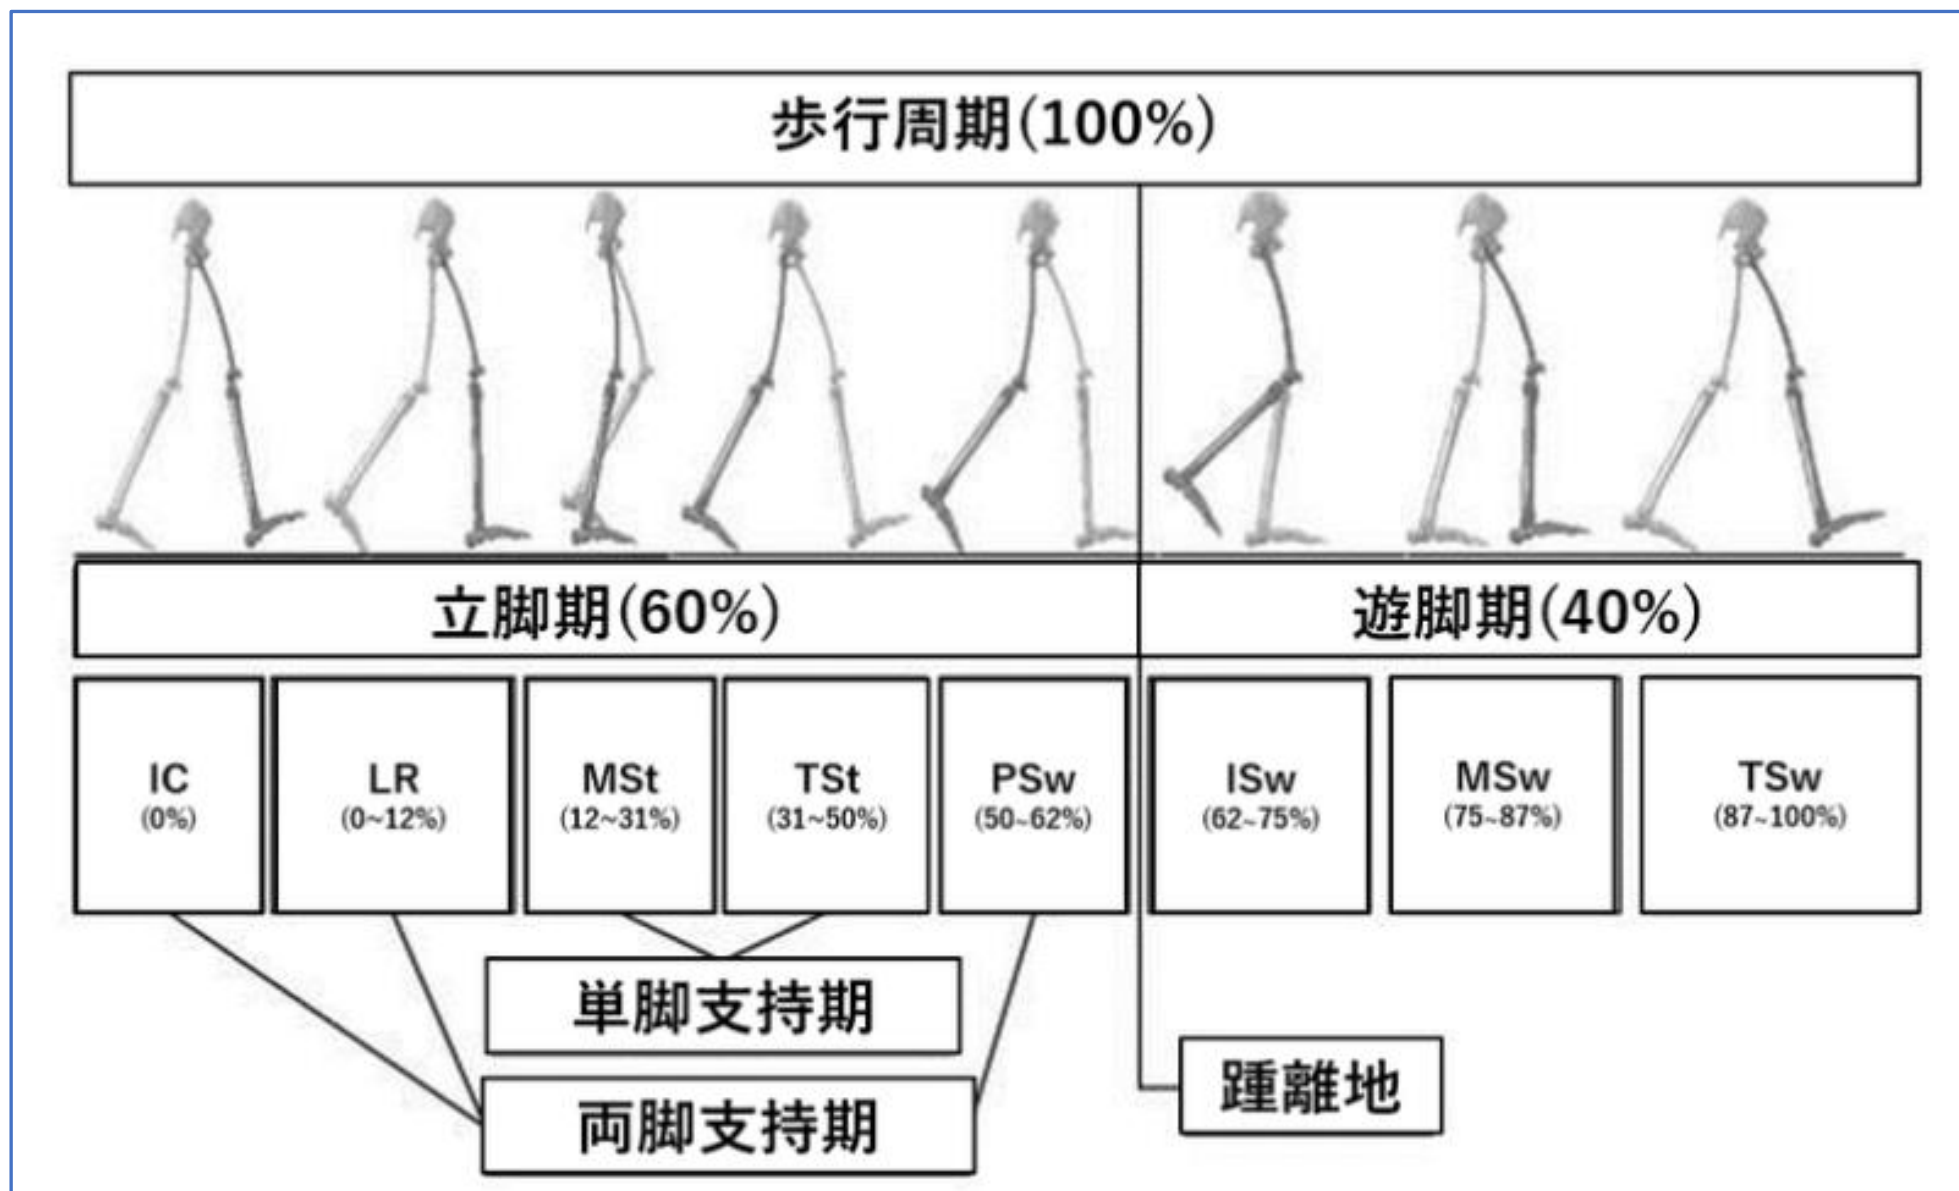 歩行周期(100%)
立脚期(60%)
遊脚期(40%)
IC
(0%)
LR
(0~12%)
MSt
(12~31%)
TSt
(31~50%)
PSw
(50~62%)
ISw
(62~75%)
MSw
(75~87%)
TSw
(87~100%)
単脚支持期
両脚支持期
踵離地